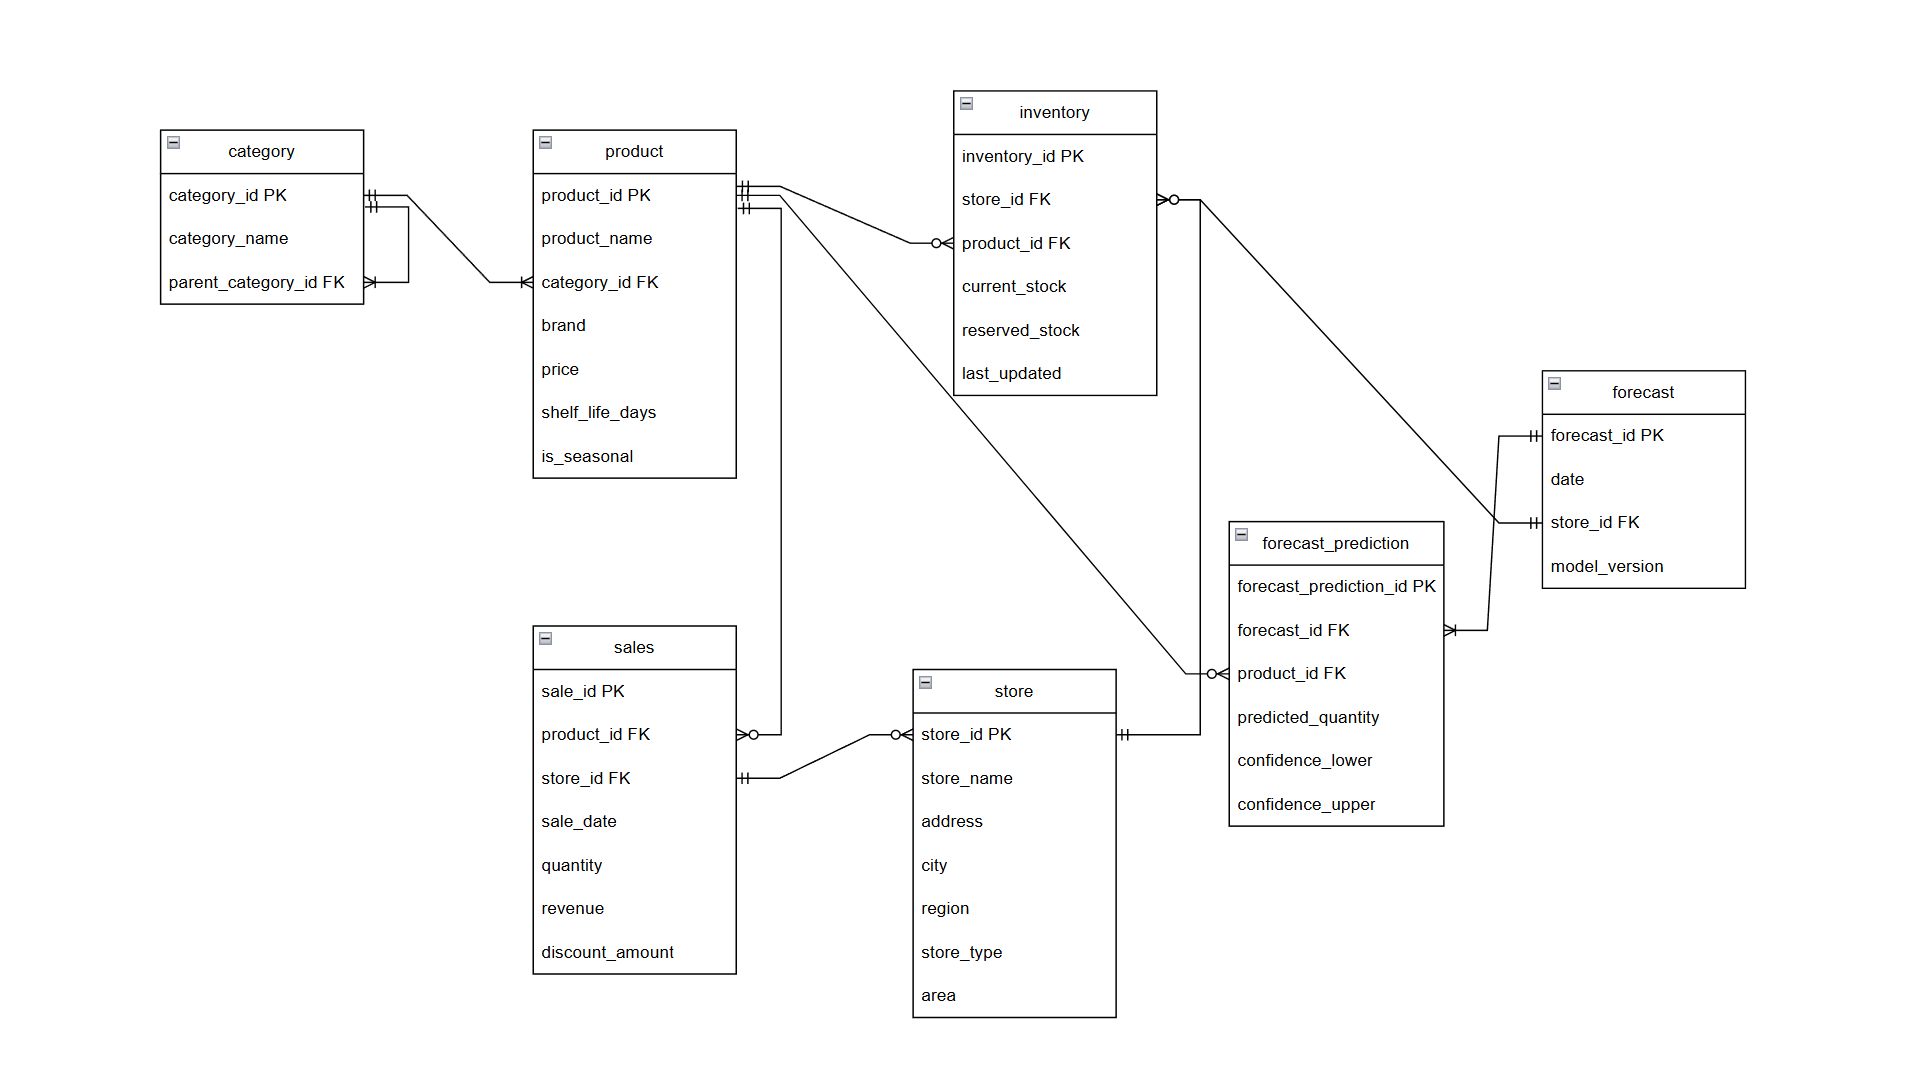 category
category_id PK
category_name
parent_category_id FK
product
product_id PK
product_name
category_id FK
brand
price
shelf_life_days
is_seasonal
inventory
inventory_id PK
store_id FK
product_id FK
current_stock
reserved_stock
last_updated
forecast
forecast_id PK
date
store_id FK
model_version
forecast_prediction
forecast_prediction_id PK
forecast_id FK
product_id FK
predicted_quantity
confidence_lower
confidence_upper
sales
sale_id PK
product_id FK
store_id FK
sale_date
quantity
revenue
discount_amount
store
store_id PK
store_name
address
city
region
store_type
area